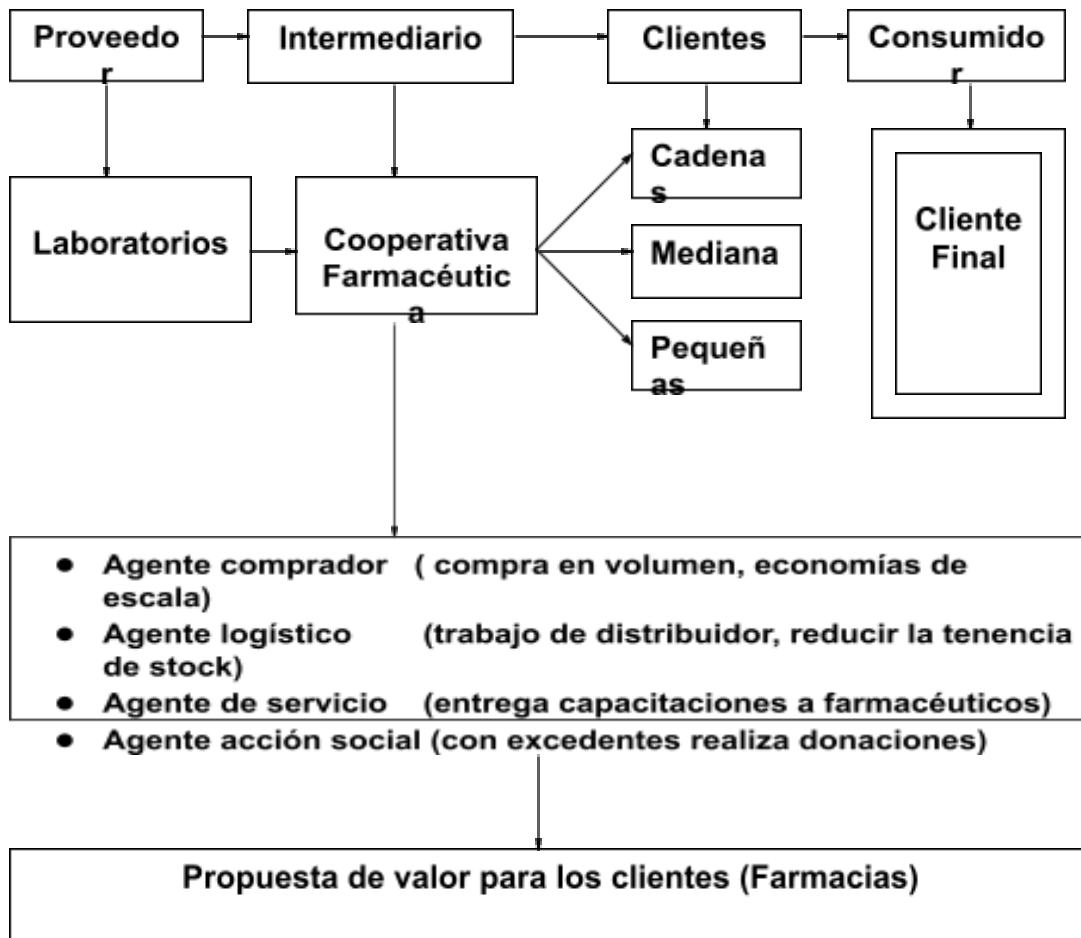 Proveedo
r
Intermediario
Clientes
Consumido
r
Laboratorios
Cooperativa
Farmacéutic
a
Cadena
s
Mediana
Pequeñ
as
Cliente
Final
● Agente comprador ( compra en volumen, economías de
escala)
● Agente logístico (trabajo de distribuidor, reducir la tenencia
de stock)
● Agente de servicio (entrega capacitaciones a farmacéuticos)
● Agente acción social (con excedentes realiza donaciones)
Propuesta de valor para los clientes (Farmacias)